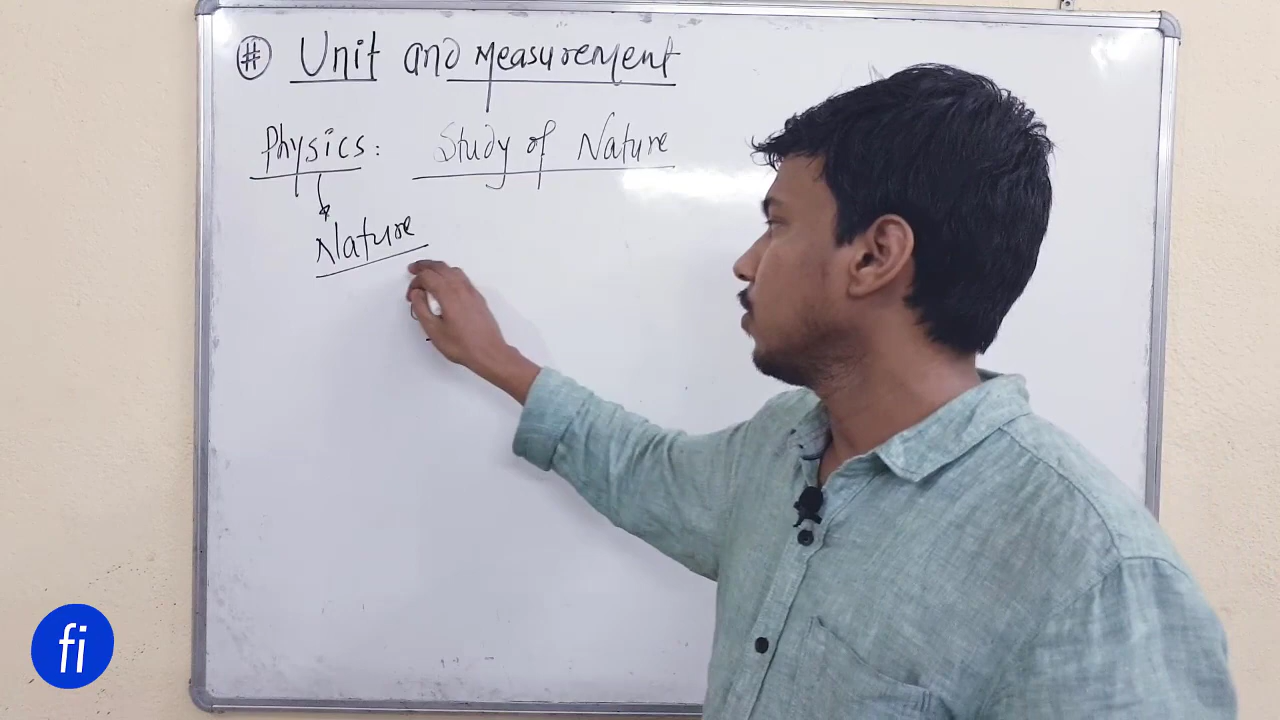 # Unit and Measurement
Physics: Study of Nature
Nature
fi